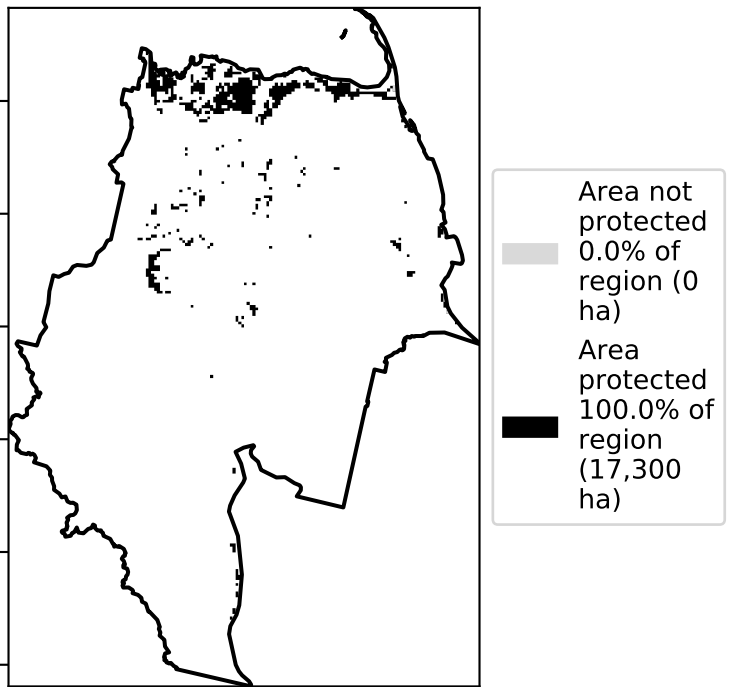 Area not
protected
0.0% of
region (0
ha)
Area
protected
100.0% of
region
(17,300
ha)